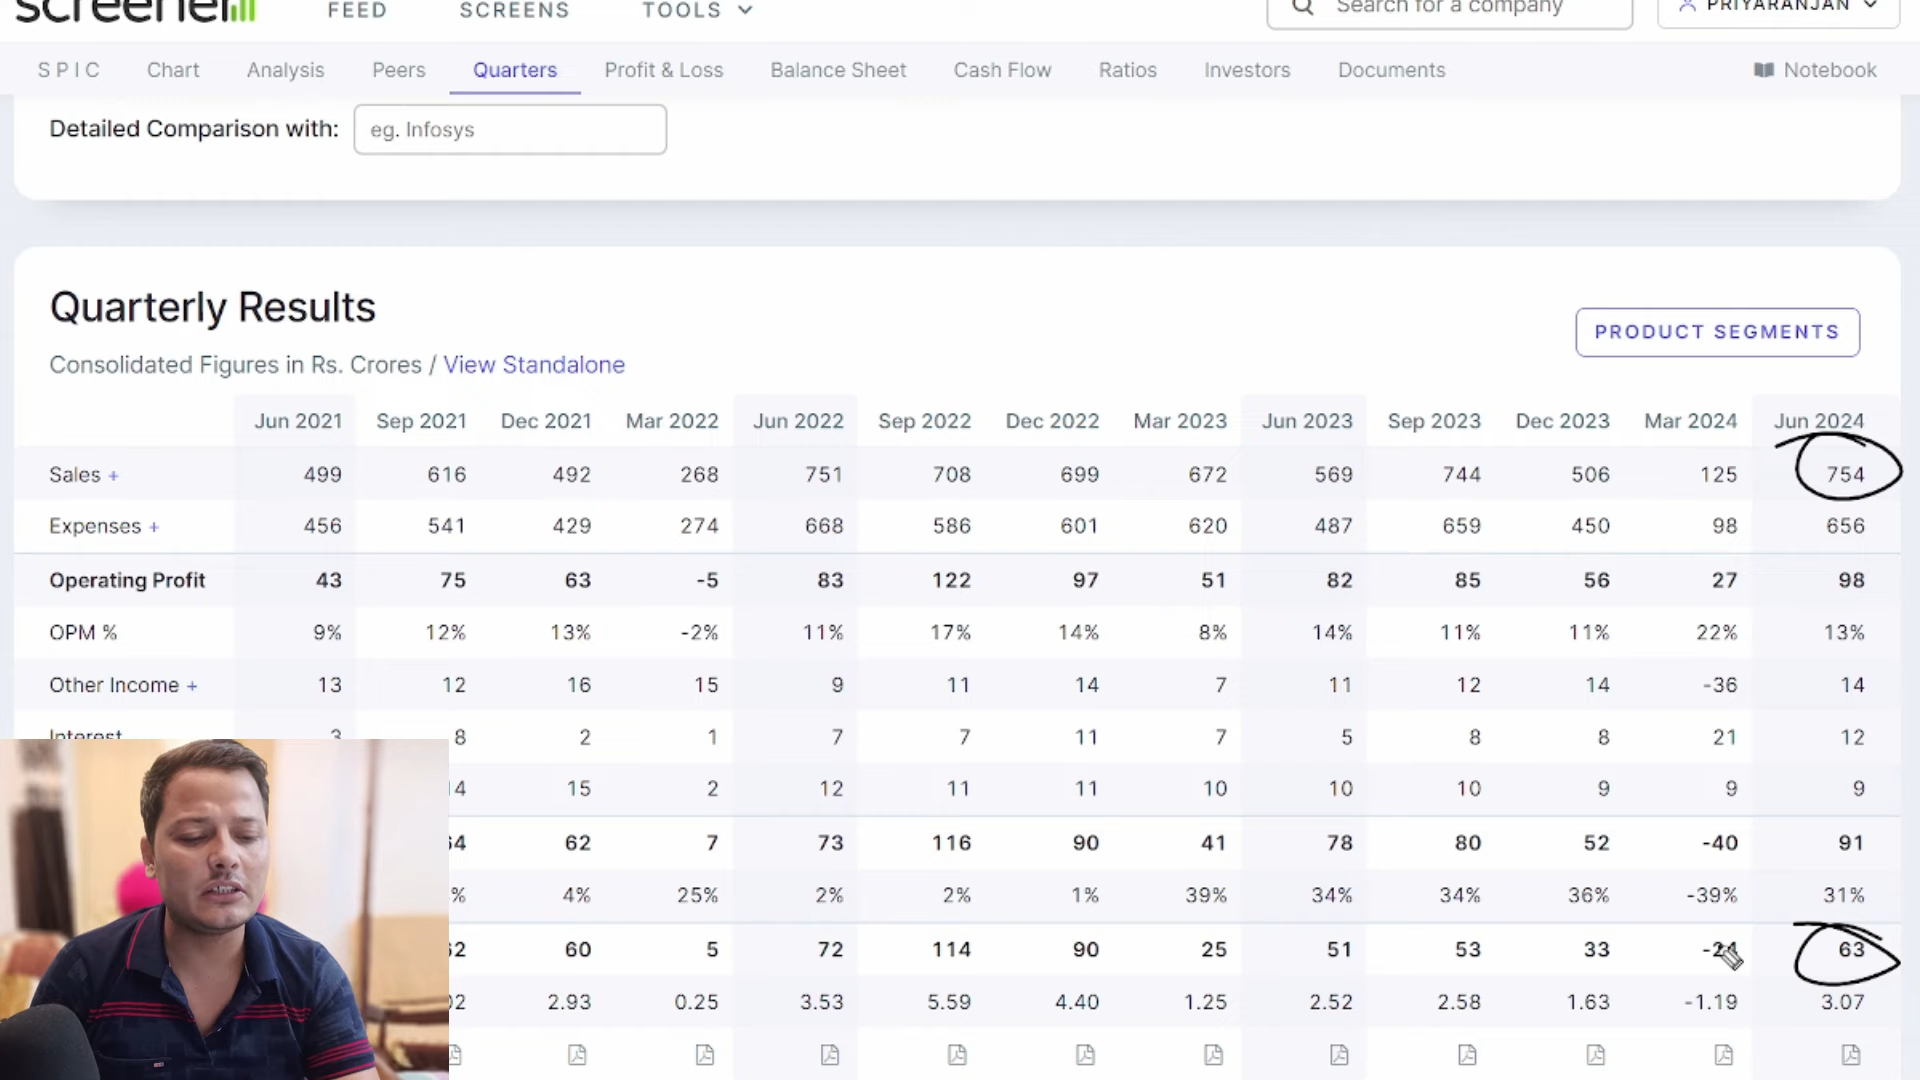 screener
FEED SCREENS TOOLS Search for a company PRIYARANJAN
S P I C Chart Analysis Peers Quarters Profit & Loss Balance Sheet Cash Flow Ratios Investors Documents Notebook
Detailed Comparison with: eg. Infosys
Quarterly Results
PRODUCT SEGMENTS
Consolidated Figures in Rs. Crores / View Standalone
Jun 2021 Sep 2021 Dec 2021 Mar 2022 Jun 2022 Sep 2022 Dec 2022 Mar 2023 Jun 2023 Sep 2023 Dec 2023 Mar 2024 Jun 2024
Sales + 499 616 492 268 751 708 699 672 569 744 506 125 754
Expenses + 456 541 429 274 668 586 601 620 487 659 450 98 656
Operating Profit 43 75 63 -5 83 122 97 51 82 85 56 27 98
OPM % 9% 12% 13% -2% 11% 17% 14% 8% 14% 11% 11% 22% 13%
Other Income + 13 12 16 15 9 11 14 7 11 12 14 -36 14
Interest 3 8 2 1 7 7 11 7 5 8 8 21 12
15 2 12 11 11 10 10 10 9 9 9
62 7 73 116 90 41 78 80 52 -40 91
% 4% 25% 2% 2% 1% 39% 34% 34% 36% -39% 31%
60 5 72 114 90 25 51 53 33 -24 63
2.93 0.25 3.53 5.59 4.40 1.25 2.52 2.58 1.63 -1.19 3.07